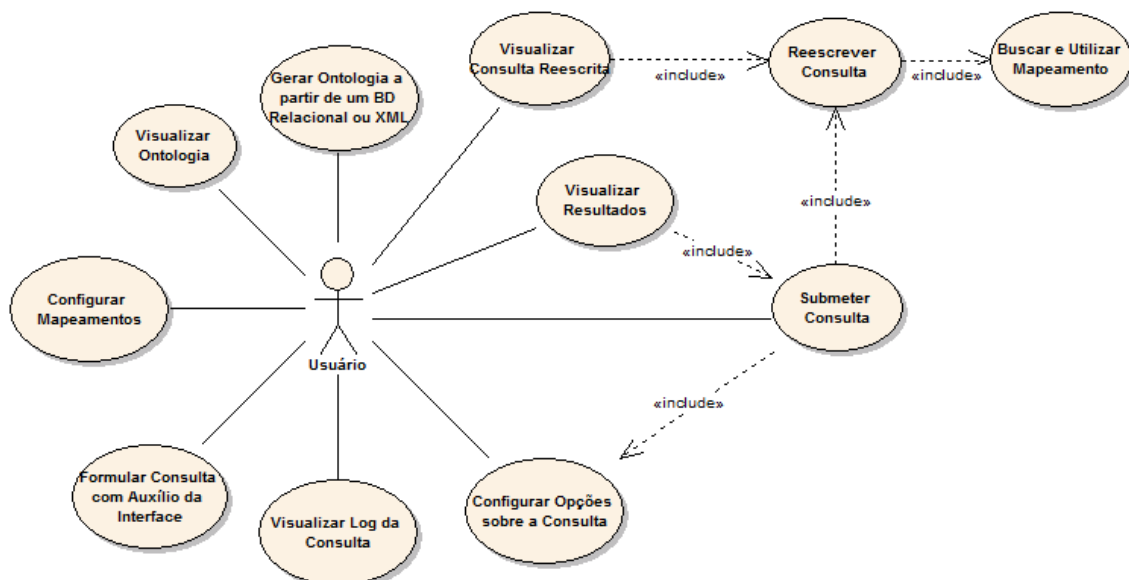 Visualizar
Consulta Reescrita
«include»
Reescrever
Consulta
«include»
Buscar e Utilizar
Mapeamento
Gerar Ontologia a
partir de um BD
Relacional ou XML
Visualizar
Ontologia
Visualizar
Resultados
«include»
«include»
Configurar
Mapeamentos
Submeter
Consulta
Usuário
«include»
Formular Consulta
com Auxílio da
Interface
Visualizar Log da
Consulta
Configurar Opções
sobre a Consulta